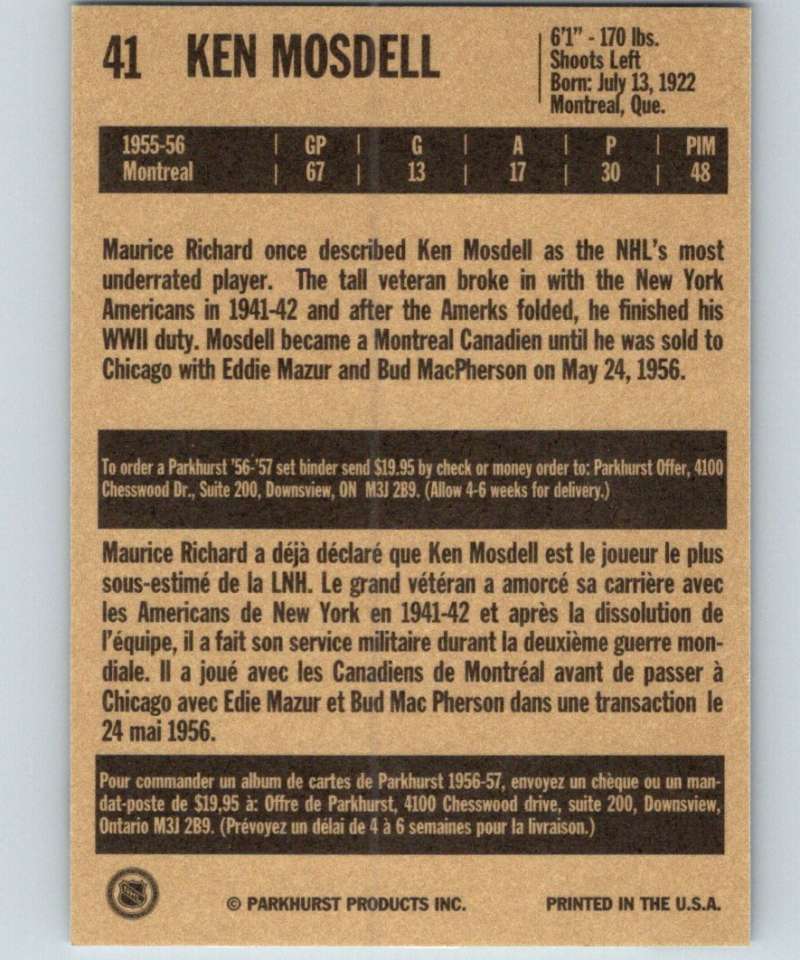 41 KEN MOSDELL
6'1" - 170 lbs.
Shoots Left
Born: July 13, 1922
Montreal, Que.
1955-56 | GP | G | A | P | PIM
Montreal | 67 | 13 | 17 | 30 | 48
Maurice Richard once described Ken Mosdell as the NHL's most
underrated player. The tall veteran broke in with the New York
Americans in 1941-42 and after the Amerks folded, he finished his
WWII duty. Mosdell became a Montreal Canadien until he was sold to
Chicago with Eddie Mazur and Bud MacPherson on May 24, 1956.
To order a Parkhurst '56-'57 set binder send $19.95 by check or money order to: Parkhurst Offer, 4100
Chesswood Dr., Suite 200, Downsview, ON M3J 2B9. (Allow 4-6 weeks for delivery.)
Maurice Richard a déjà déclaré que Ken Mosdell est le joueur le plus
sous-estimé de la LNH. Le grand vétéran a amorcé sa carrière avec
les Americans de New York en 1941-42 et après la dissolution de
l'équipe, il a fait son service militaire durant la deuxième guerre mon-
diale. Il a joué avec les Canadiens de Montréal avant de passer à
Chicago avec Edie Mazur et Bud Mac Pherson dans une transaction le
24 mai 1956.
Pour commander un album de cartes de Parkhurst 1956-57, envoyez un chèque ou un man-
dat-poste de $19,95 à: Offre de Parkhurst, 4100 Chesswood drive, suite 200, Downsview,
Ontario M3J 2B9. (Prévoyez un délai de 4 à 6 semaines pour la livraison.)
© PARKHURST PRODUCTS INC. PRINTED IN THE U.S.A.